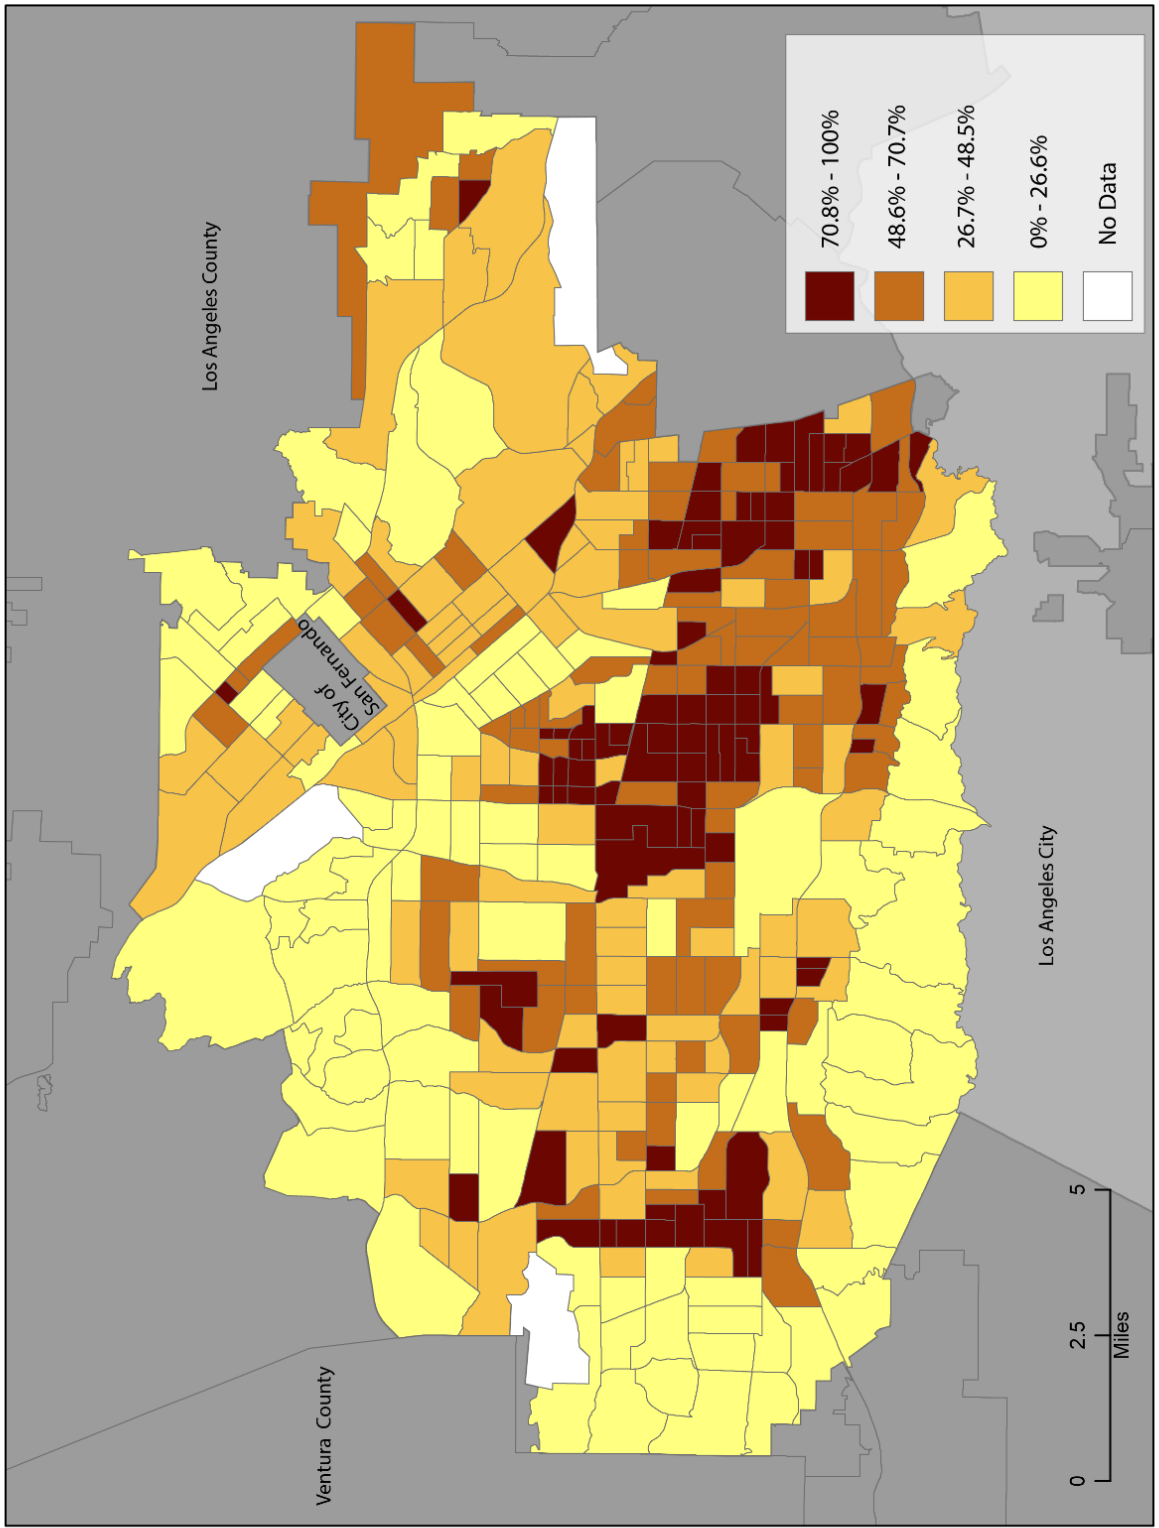 Los Angeles County
City of
San Fernando
Ventura County
Los Angeles City
70.8% - 100%
48.6% - 70.7%
26.7% - 48.5%
0% - 26.6%
No Data
0 2.5 5
Miles